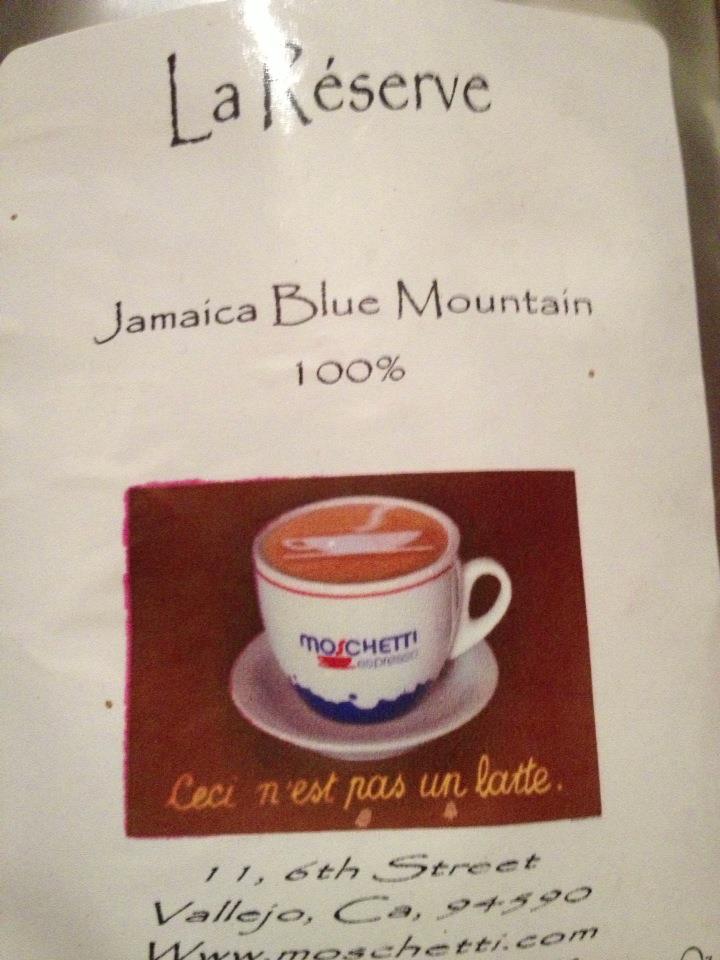 La Réserve
Jamaica Blue Mountain
100%
MOSCHETTI
espresso
Ceci n'est pas un latte.
11, 6th Street
Vallejo, Ca, 94590
Www.moschetti.com